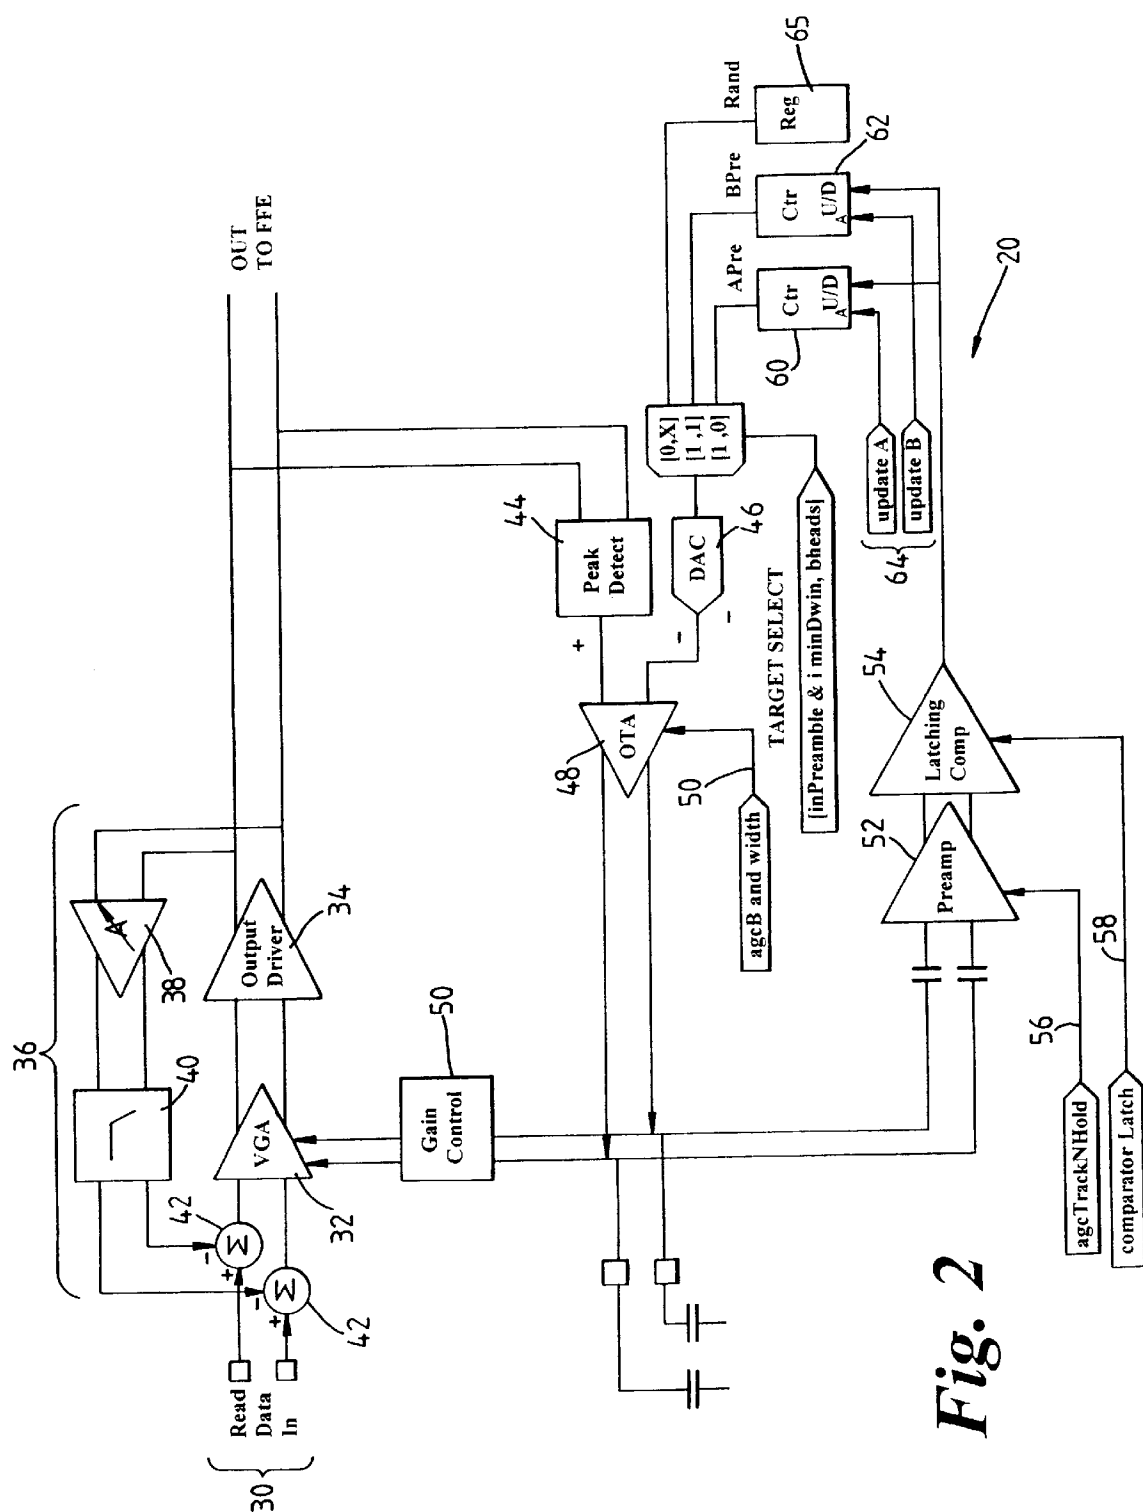 36
38
40
42
42
Read
Data
In
30
+
-
+
-
Σ
Σ
VGA
32
Output
Driver
34
A
OUT
TO FFE
50
Gain
Control
44
Peak
Detect
+
-
48
OTA
DAC
46
-
50
agcB and width
TARGET SELECT
[inPreamble & i minDwin, bheads]
[0,X]
[1 ,1]
[1 ,0]
APre
BPre
Rand
Ctr
A U/D
60
Ctr
A U/D
62
Reg
65
update A
update B
64
20
52
Preamp
54
Latching
Comp
56
agcTrackNHold
58
comparator Latch
Fig. 2